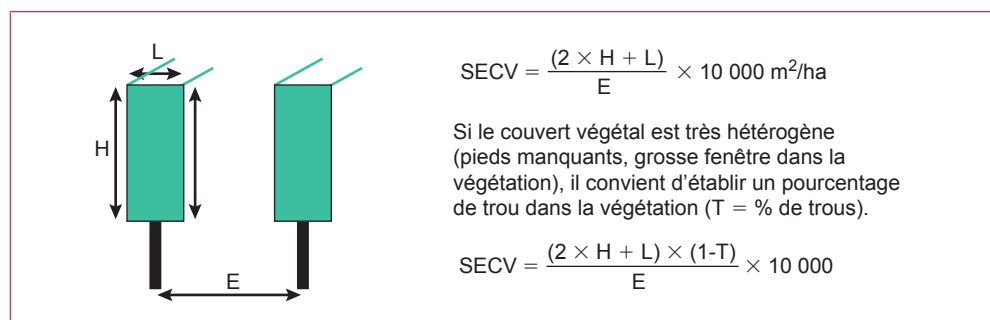 L
H
E
SECV = (2 × H + L) / E × 10 000 m²/ha
Si le couvert végétal est très hétérogène
(pieds manquants, grosse fenêtre dans la
végétation), il convient d’établir un pourcentage
de trou dans la végétation (T = % de trous).
SECV = (2 × H + L) × (1-T) / E × 10 000